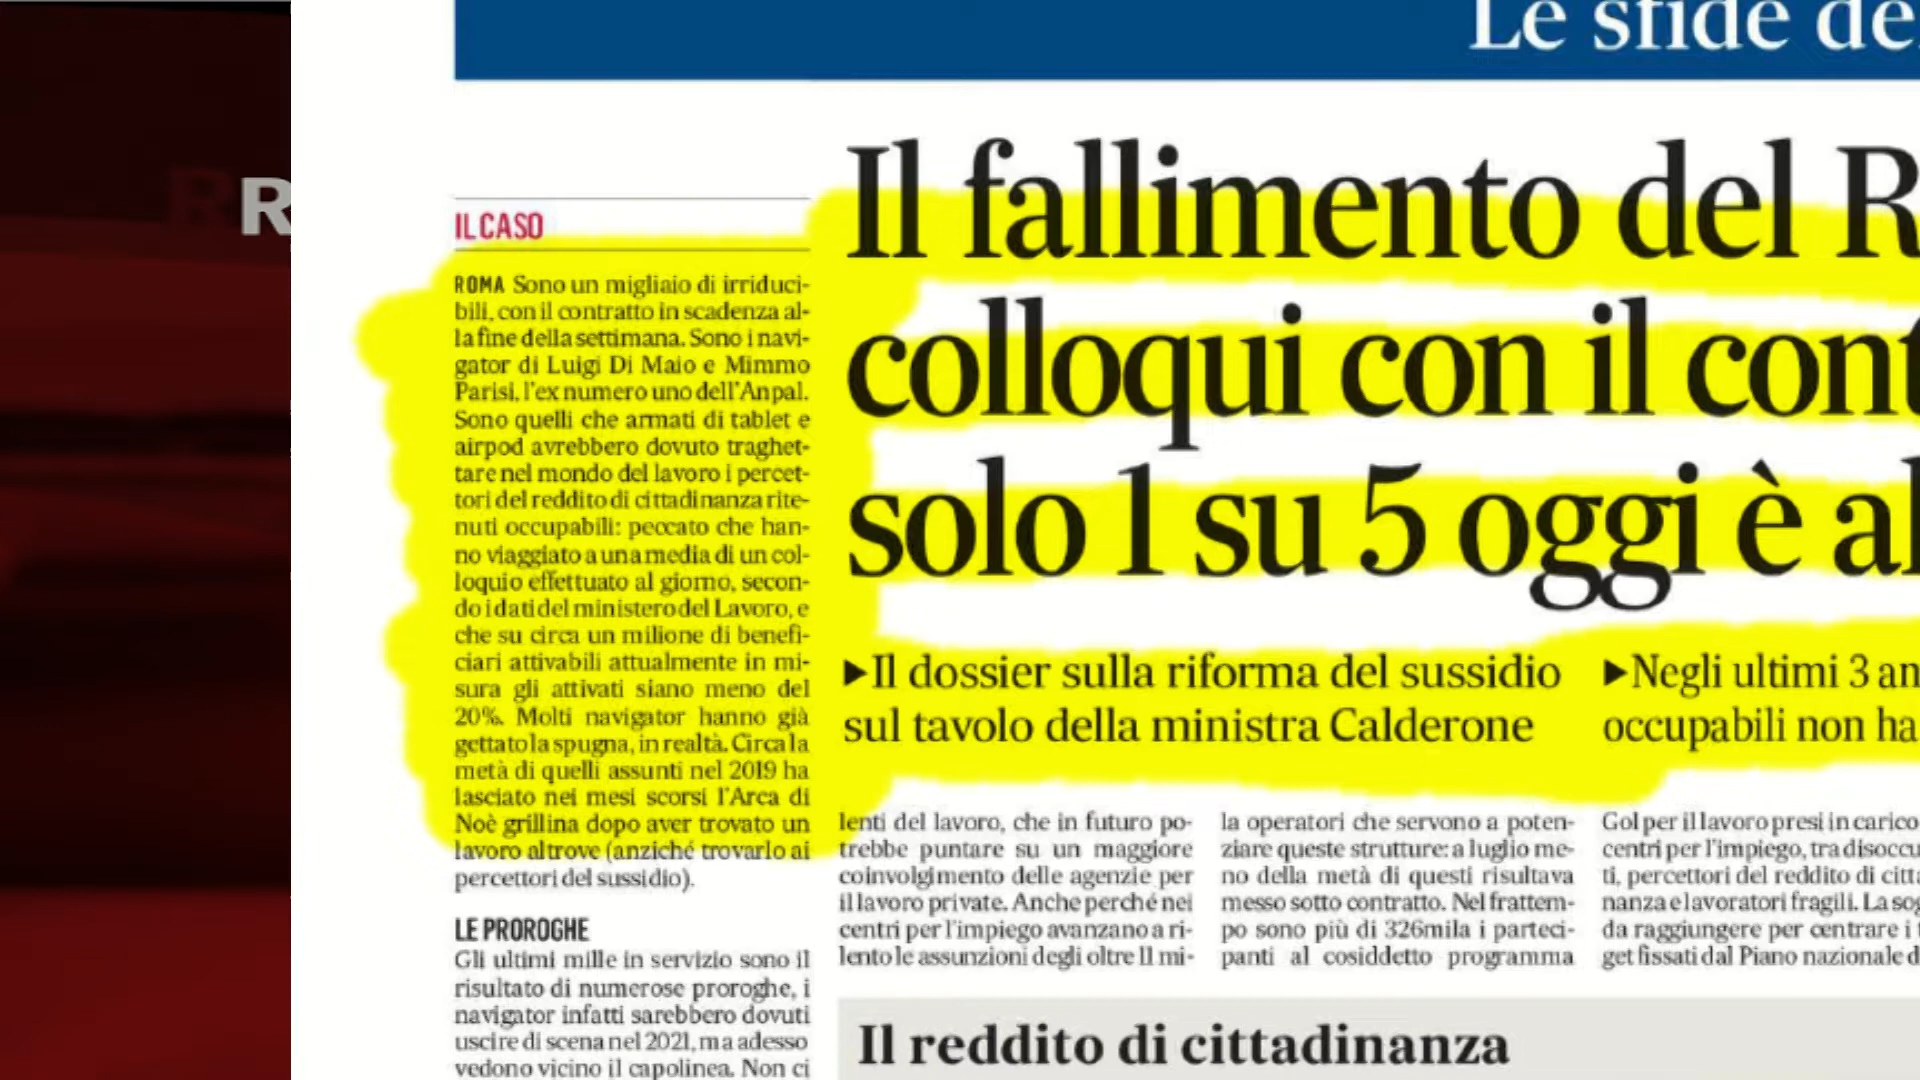 Le sfide de
R
IL CASO
ROMA Sono un migliaio di irriduci-
bili, con il contratto in scadenza al-
la fine della settimana. Sono i navi-
gator di Luigi Di Maio e Mimmo
Parisi, l'ex numero uno dell'Anpal.
Sono quelli che armati di tablet e
airpod avrebbero dovuto traghet-
tare nel mondo del lavoro i percet-
tori del reddito di cittadinanza rite-
nuti occupabili: peccato che han-
no viaggiato a una media di un col-
loquio effettuato al giorno, secon-
do i dati del ministero del Lavoro, e
che su circa un milione di benefi-
ciari attivabili attualmente in mi-
sura gli attivati siano meno del
20%. Molti navigator hanno già
gettato la spugna, in realtà. Circa la
metà di quelli assunti nel 2019 ha
lasciato nei mesi scorsi l'Arca di
Noè grillina dopo aver trovato un
lavoro altrove (anziché trovarlo ai
percettori del sussidio).
LE PROROGHE
Gli ultimi mille in servizio sono il
risultato di numerose proroghe, i
navigator infatti sarebbero dovuti
uscire di scena nel 2021, ma adesso
vedono vicino il capolinea. Non ci
Il fallimento del R
colloqui con il cont
solo 1 su 5 oggi è al
▶Il dossier sulla riforma del sussidio
sul tavolo della ministra Calderone
▶Negli ultimi 3 an
occupabili non ha
lenti del lavoro, che in futuro po-
trebbe puntare su un maggiore
coinvolgimento delle agenzie per
il lavoro private. Anche perché nei
centri per l'impiego avanzano a ri-
lento le assunzioni degli oltre 11 mi-
la operatori che servono a poten-
ziare queste strutture: a luglio me-
no della metà di questi risultava
messo sotto contratto. Nel frattem-
po sono più di 326mila i parteci-
panti al cosiddetto programma
Gol per il lavoro presi in carico
centri per l'impiego, tra disoccu
ti, percettori del reddito di citta
nanza e lavoratori fragili. La sog
da raggiungere per centrare i t
get fissati dal Piano nazionale d
Il reddito di cittadinanza